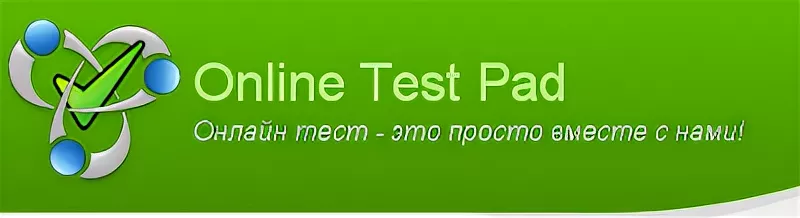 Online Test Pad
Онлайн тест - это просто вместе с нами!